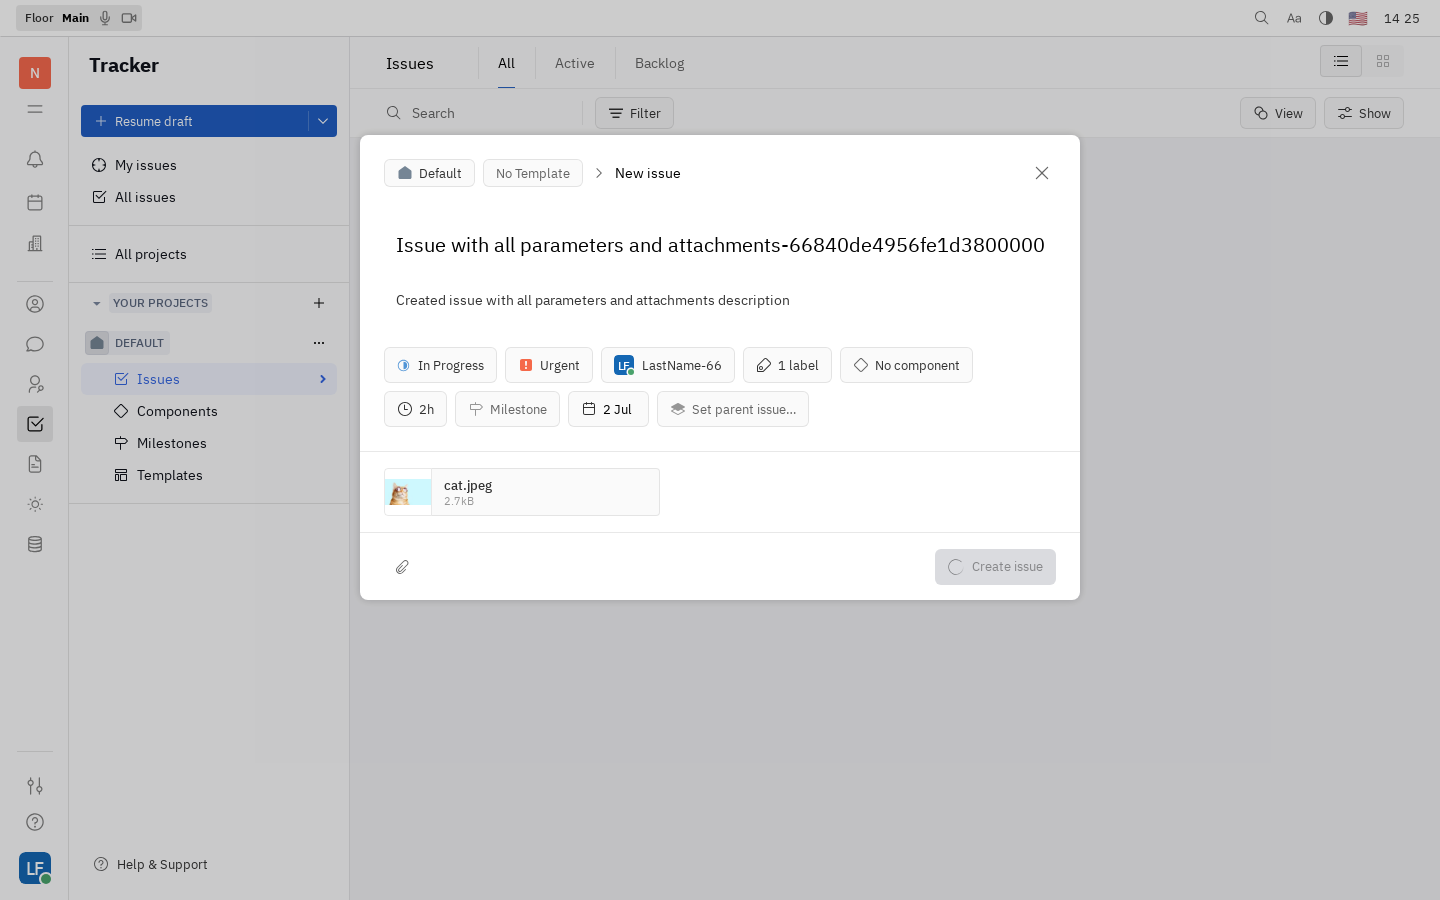 Floor Main
Aa
14 25
N
Tracker
Resume draft
My issues
All issues
All projects
YOUR PROJECTS
DEFAULT
Issues
Components
Milestones
Templates
Help & Support
LF
Issues
All
Active
Backlog
Search
Filter
View
Show
Default
No Template
New issue
Issue with all parameters and attachments-66840de4956fe1d3800000
Created issue with all parameters and attachments description
In Progress
Urgent
LF LastName-66
1 label
No component
2h
Milestone
2 Jul
Set parent issue...
cat.jpeg
2.7kB
Create issue